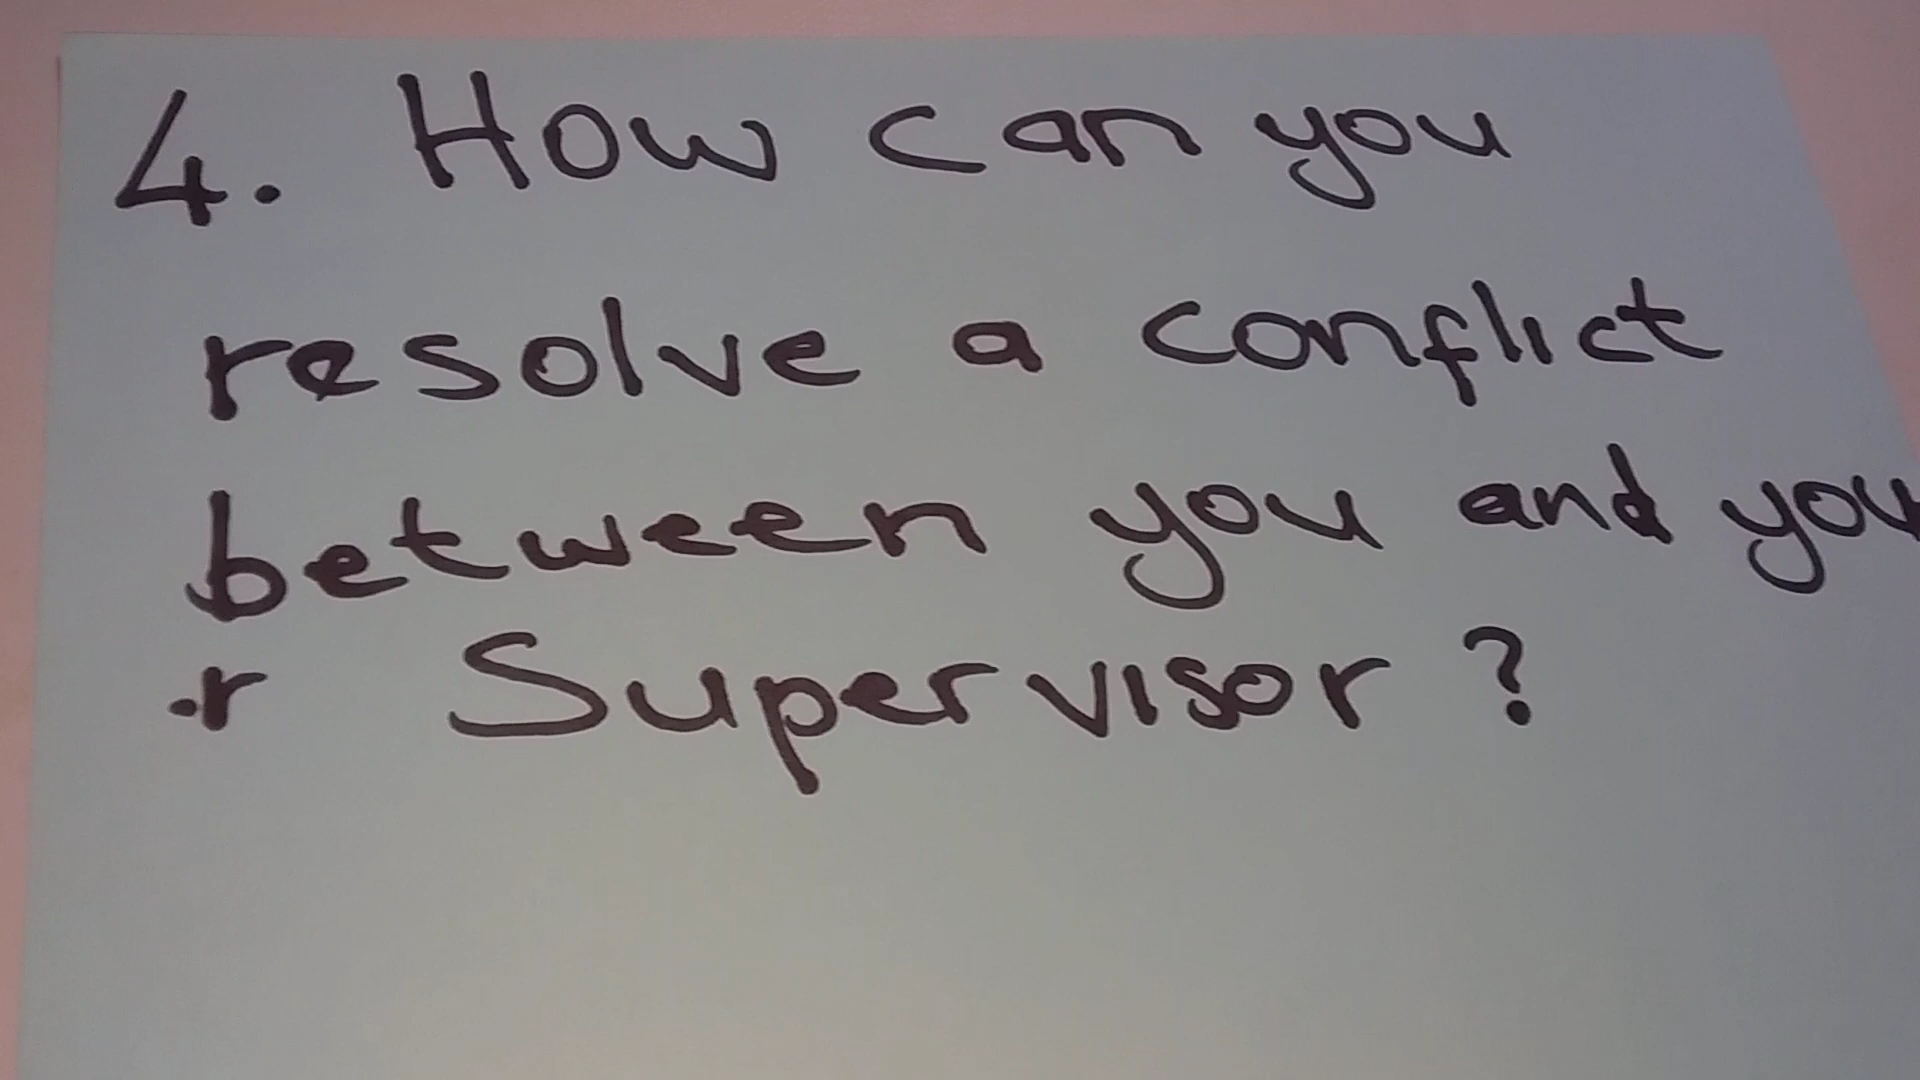 4. How can you
resolve a conflict
between you and you
r Supervisor?